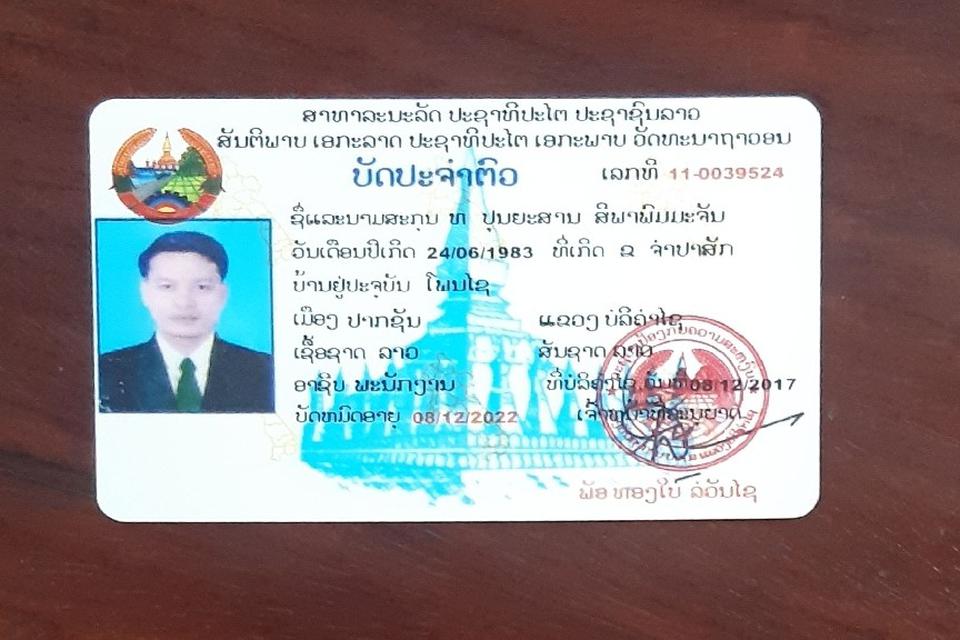 ສາທາລະນະລັດ ປະຊາທິປະໄຕ ປະຊາຊົນລາວ
ສັນຕິພາບ ເອກະລາດ ປະຊາທິປະໄຕ ເອກະພາບ ວັດທະນາຖາວອນ
ບັດປະຈຳຕົວ ເລກທີ 11-0039524
ຊື່ແລະນາມສະກຸນ ທ ປຸນຍະສານ ສີພາພົມມະຈັນ
ວັນເດືອນປີເກີດ 24/06/1983 ທີ່ເກີດ ຂ ຈຳປາສັກ
ບ້ານຢູ່ປະຈຸບັນ ໂພນໄຊ
ເມືອງ ປາກຊັນ ແຂວງ ບໍລິຄຳໄຊ
ເຊື້ອຊາດ ລາວ ສັນຊາດ ລາວ
ອາຊີບ ພະນັກງານ ທີ່ບໍລິຄຳໄຊ, ວັນທີ 08/12/2017
ບັດຫມົດອາຍຸ 08/12/2022 ເຈົ້າຫນ້າທີ່ອະນຸຍາດ
ພັອ ທອງໃບ ລໍວັນໄຊ